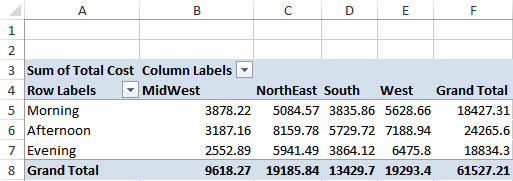 A B C D E F
1
2
3 Sum of Total Cost Column Labels
4 Row Labels MidWest NorthEast South West Grand Total
5 Morning 3878.22 5084.57 3835.86 5628.66 18427.31
6 Afternoon 3187.16 8159.78 5729.72 7188.94 24265.6
7 Evening 2552.89 5941.49 3864.12 6475.8 18834.3
8 Grand Total 9618.27 19185.84 13429.7 19293.4 61527.21